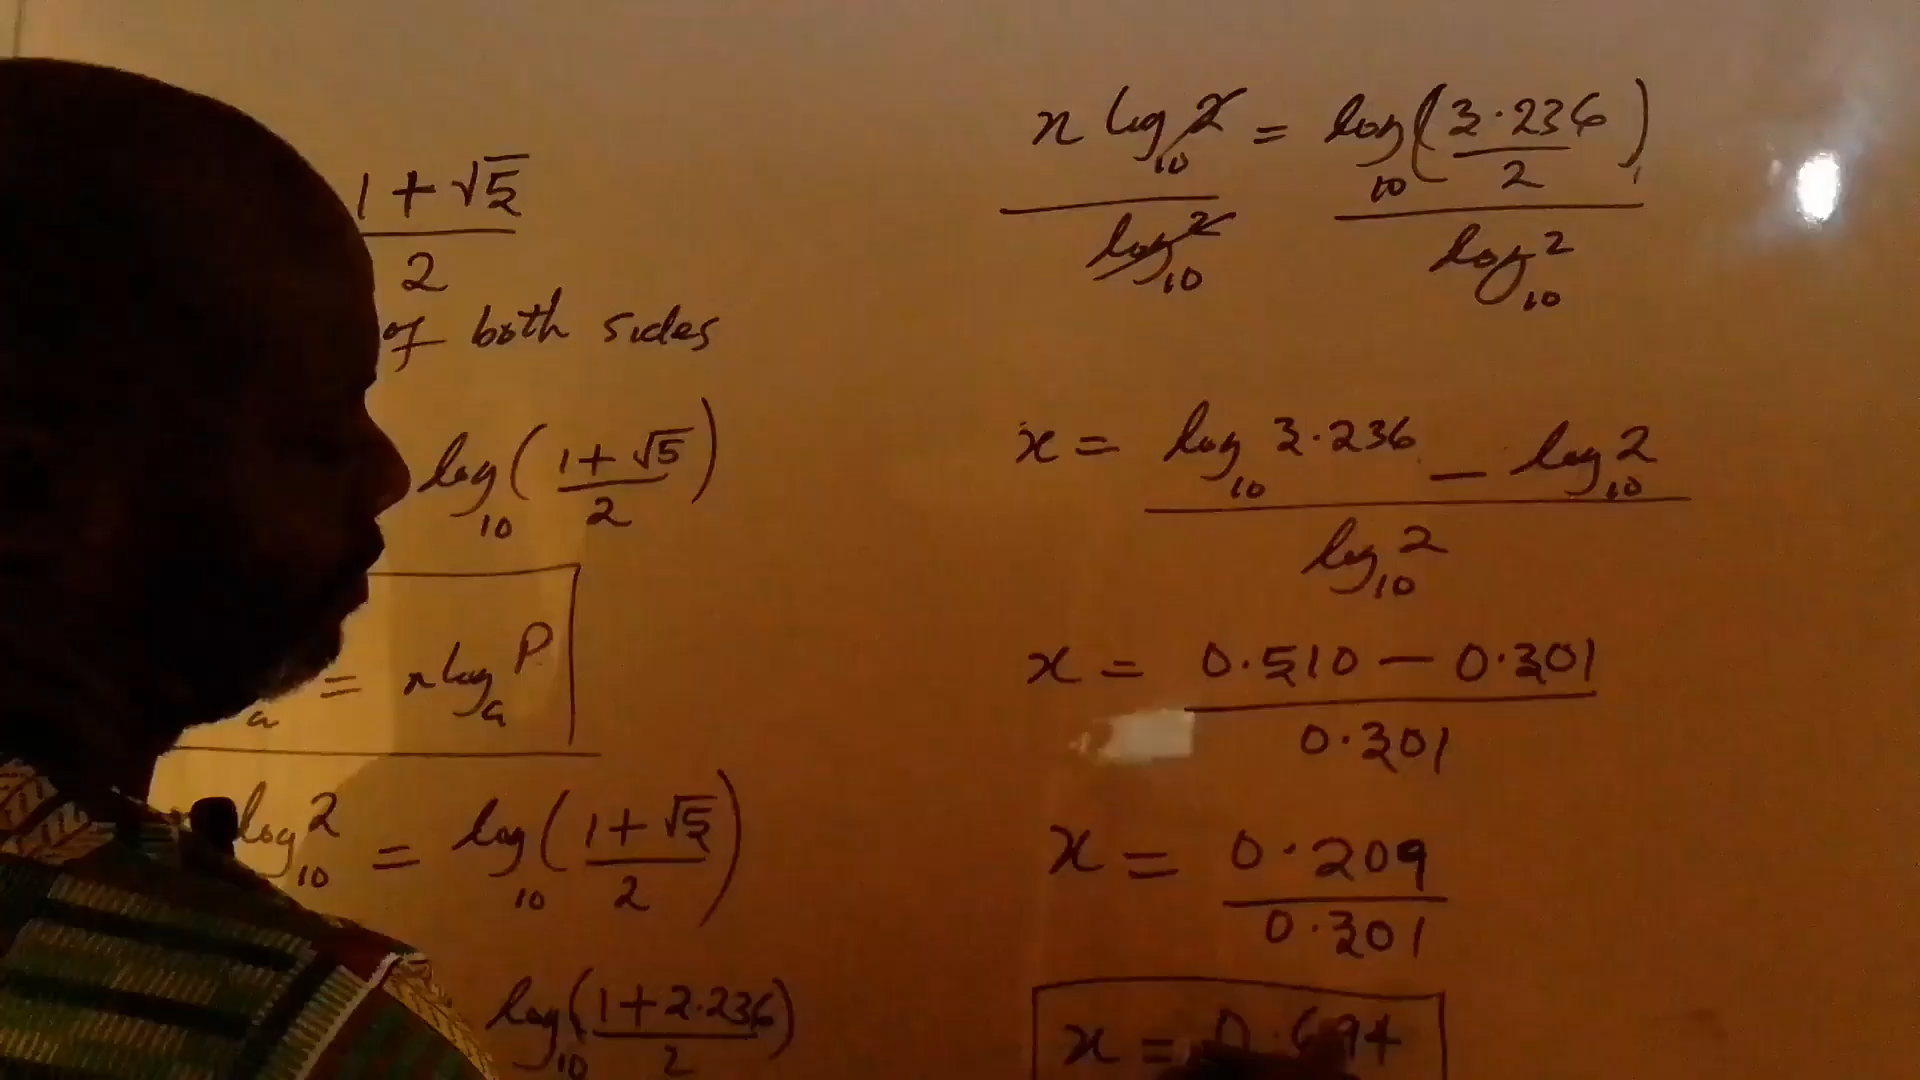 1 + √5
2
of both sides
log₁₀(1 + √5 / 2)
a = n logₐ P
log₁₀ 2 = log₁₀(1 + √5 / 2)
log₁₀(1 + 2.236 / 2)
x log₁₀ 2 = log₁₀(3.236 / 2)
log₁₀ 2 log₁₀ 2
x = log₁₀ 3.236 - log₁₀ 2
log₁₀ 2
x = 0.510 - 0.301
0.301
x = 0.209
0.301
x = 0.694